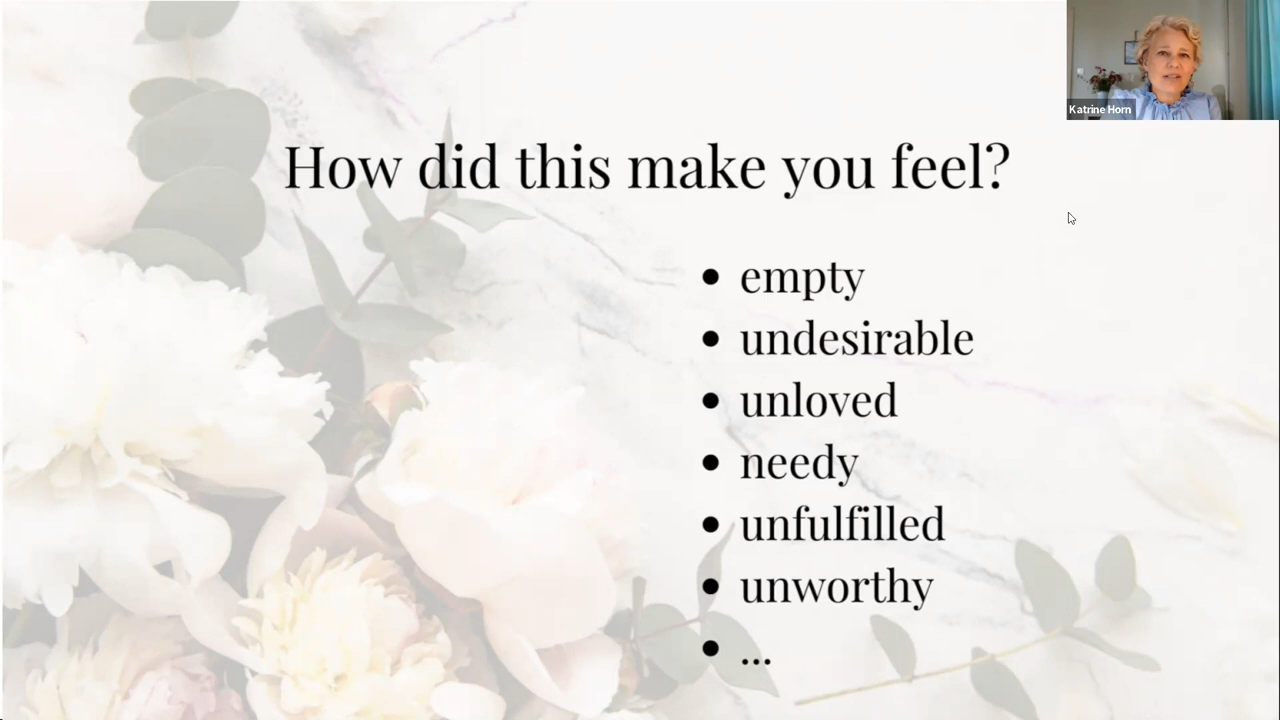 Katrine Horn
How did this make you feel?
• empty
• undesirable
• unloved
• needy
• unfulfilled
• unworthy
• ...